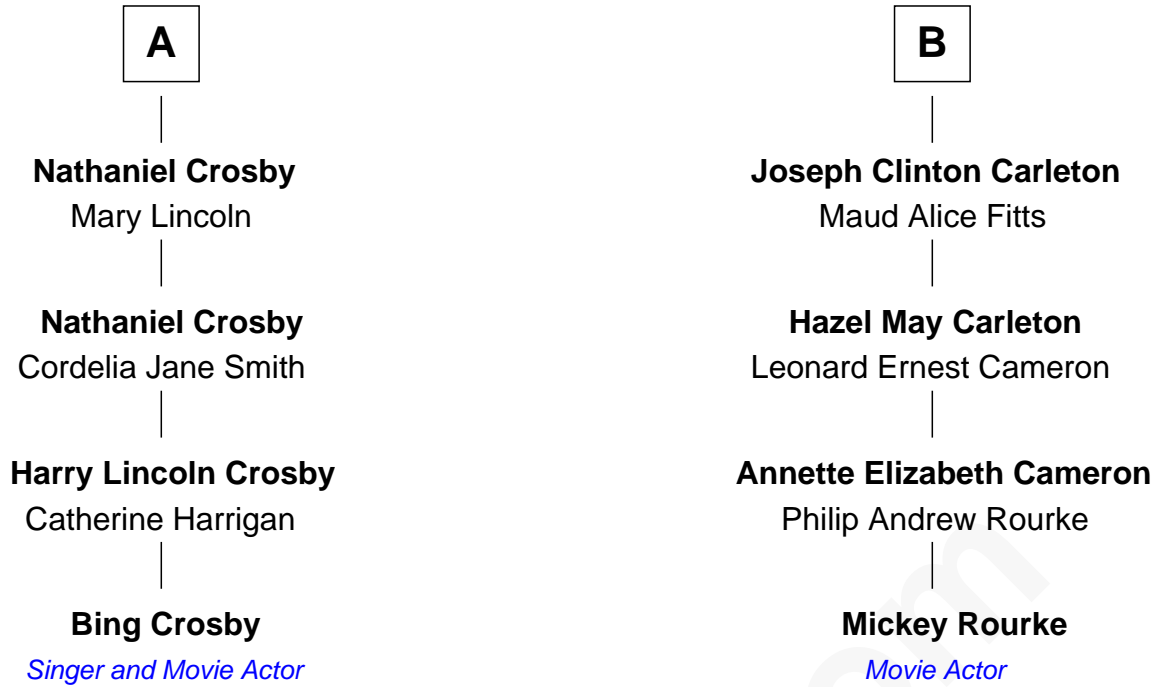 A
Nathaniel Crosby
Mary Lincoln
Nathaniel Crosby
Cordelia Jane Smith
Harry Lincoln Crosby
Catherine Harrigan
Bing Crosby
Singer and Movie Actor
B
Joseph Clinton Carleton
Maud Alice Fitts
Hazel May Carleton
Leonard Ernest Cameron
Annette Elizabeth Cameron
Philip Andrew Rourke
Mickey Rourke
Movie Actor